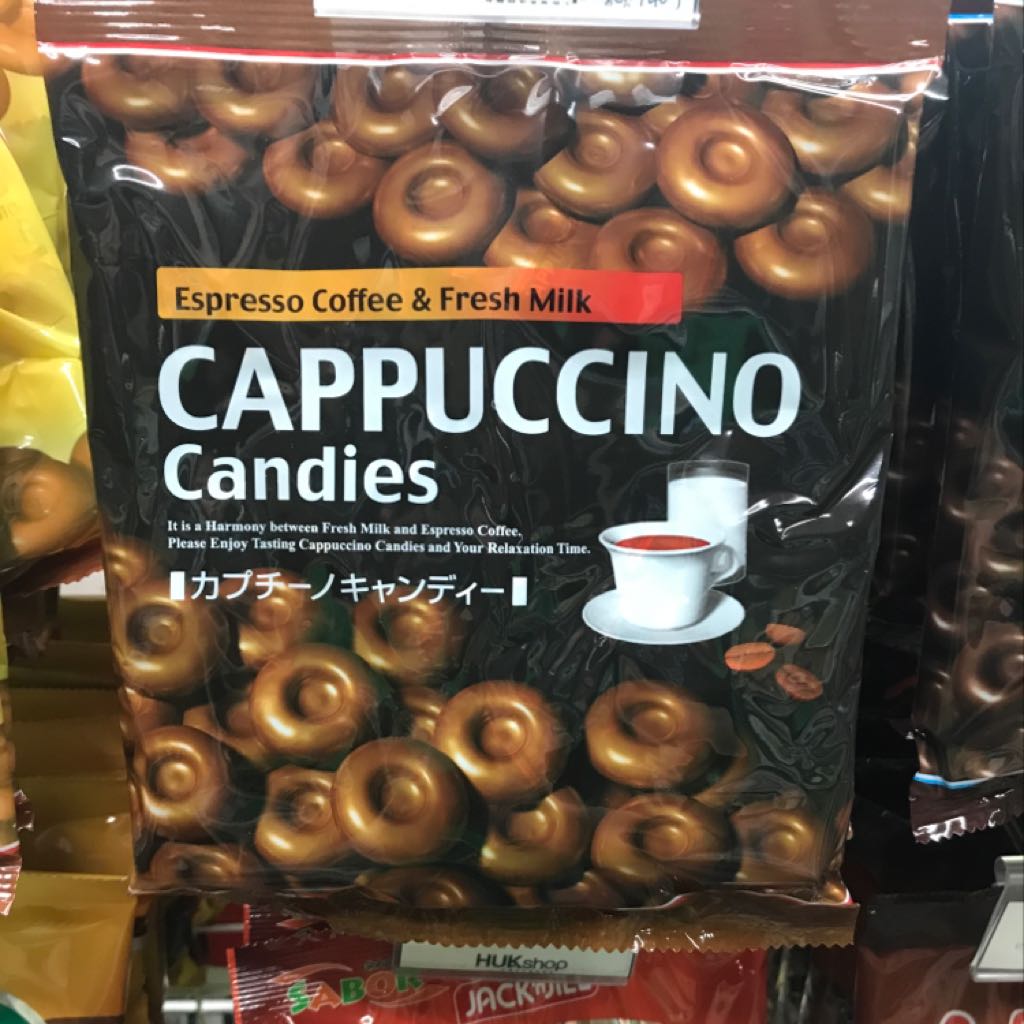 Espresso Coffee & Fresh Milk
CAPPUCCINO
Candies
It is a Harmony between Fresh Milk and Espresso Coffee,
Please Enjoy Tasting Cappuccino Candies and Your Relaxation Time.
カプチーノキャンディー
HUKshop
SABOR
JACK